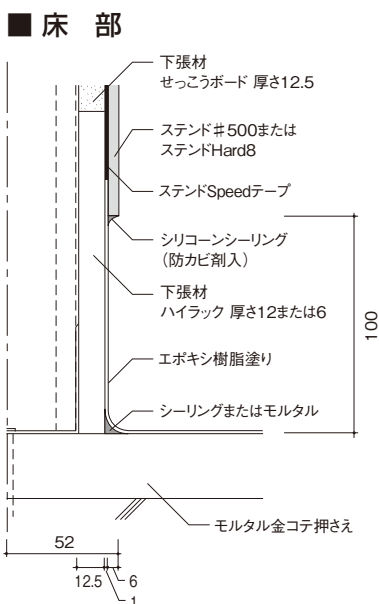 ■床 部
下張材
せっこうボード 厚さ12.5
ステンド♯500または
ステンドHard8
ステンドSpeedテープ
シリコーンシーリング
（防カビ剤入）
下張材
ハイラック 厚さ12または6
100
エポキシ樹脂塗り
シーリングまたはモルタル
モルタル金コテ押さえ
52
12.5
6
1